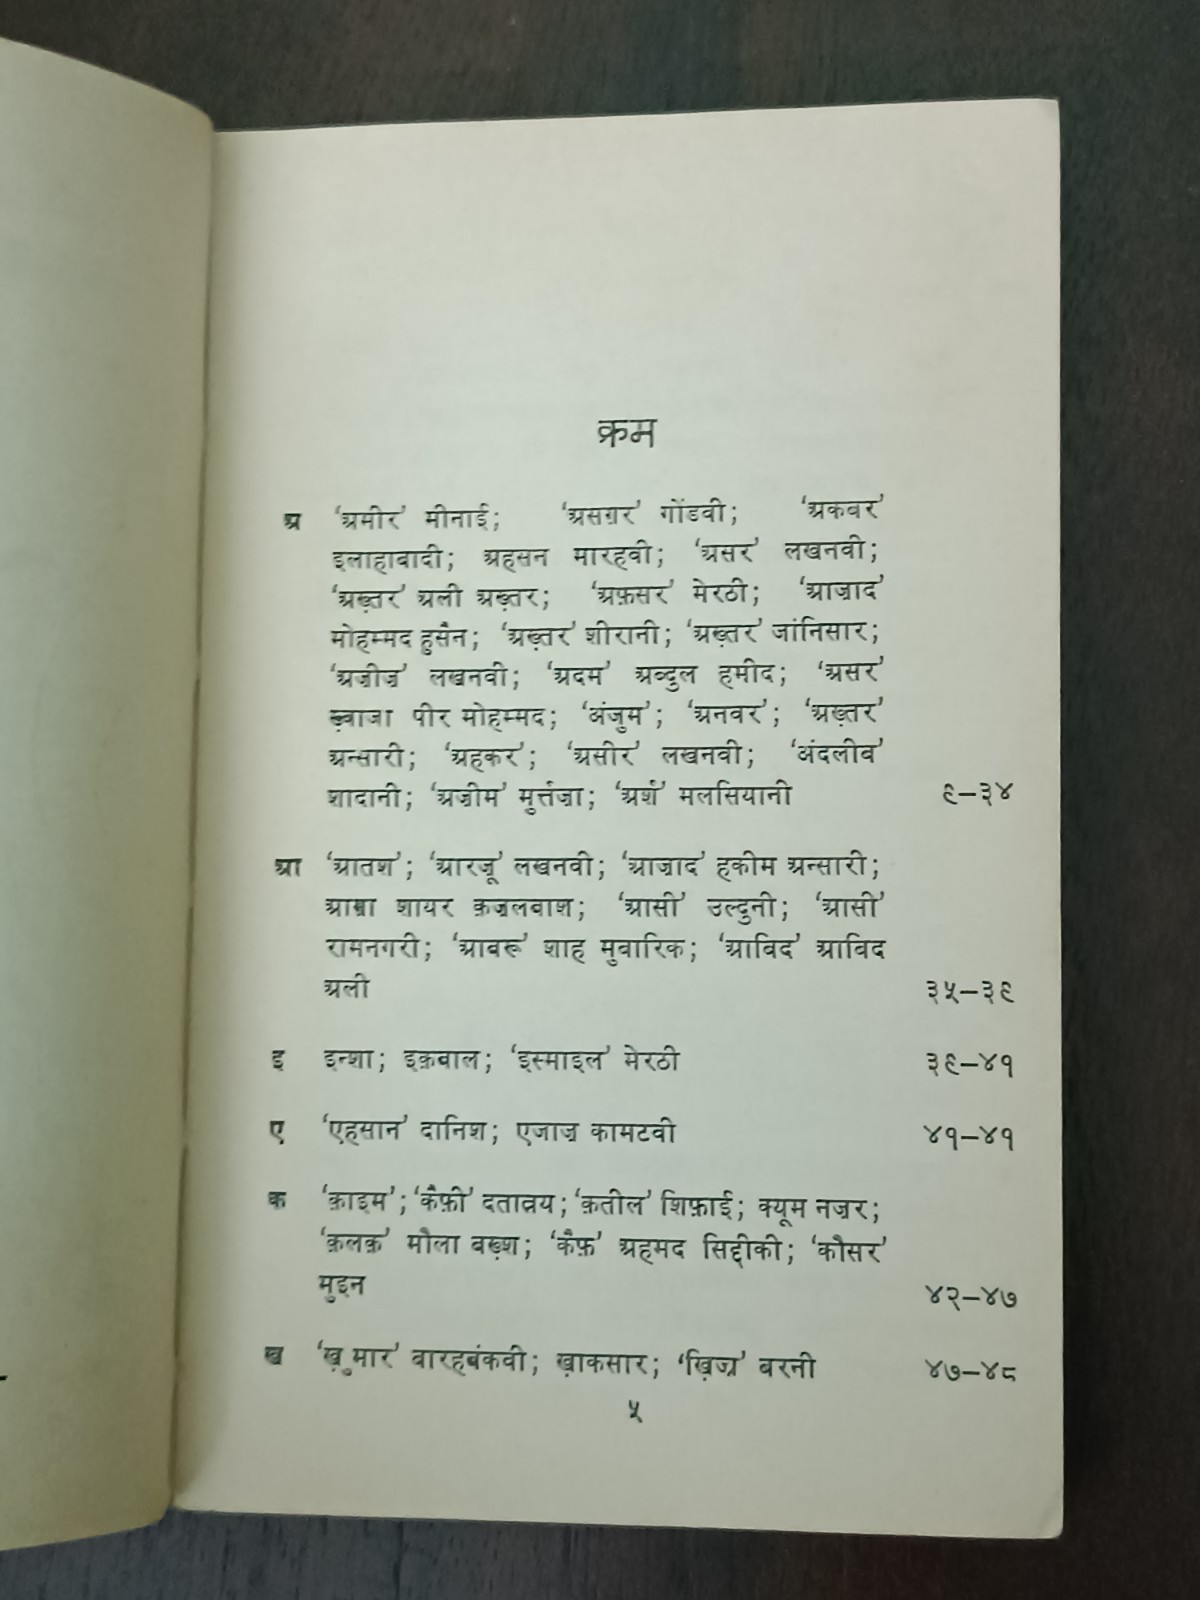 क्रम
अ 'अमीर' मीनाई; 'असग़र' गोंडवी; 'अकबर'
इलाहाबादी; अहसन मारहवी; 'असर' लखनवी;
'अख़्तर' अली अख़्तर; 'अफ़सर' मेरठी; 'आज़ाद'
मोहम्मद हुसैन; 'अख़्तर' शीरानी; 'अख़्तर' जांनिसार;
'अज़ीज़' लखनवी; 'अदम' अब्दुल हमीद; 'असर'
ख़्वाजा पीर मोहम्मद; 'अंजुम'; 'अनवर'; 'अख़्तर'
अन्सारी; 'अहकर'; 'असीर' लखनवी; 'अंदलीब'
शादानी; 'अज़ीम' मुर्त्तज़ा; 'अर्श' मलसियानी ९–३४
आ 'आतश'; 'आरज़ू' लखनवी; 'आज़ाद' हकीम अन्सारी;
आग़ा शायर क़ज़लबाश; 'आसी' उल्दुनी; 'आसी'
रामनगरी; 'आबरू' शाह मुबारिक; 'आबिद' आबिद
अली ३५–३९
इ इन्शा; इक़बाल; 'इस्माइल' मेरठी ३९–४१
ए 'एहसान' दानिश; एजाज़ कामटवी ४१–४१
क 'क़ाइम'; 'कैफ़ी' दतात्रय; 'क़तील' शिफ़ाई; क्यूम नज़र;
'क़लक़' मौला बख़्श; 'कैफ़' अहमद सिद्दीकी; 'कौसर'
मुइन ४२–४७
ख 'ख़ुमार' बारहबंकवी; ख़ाकसार; 'ख़िज़्र' बरनी ४७–४८
५